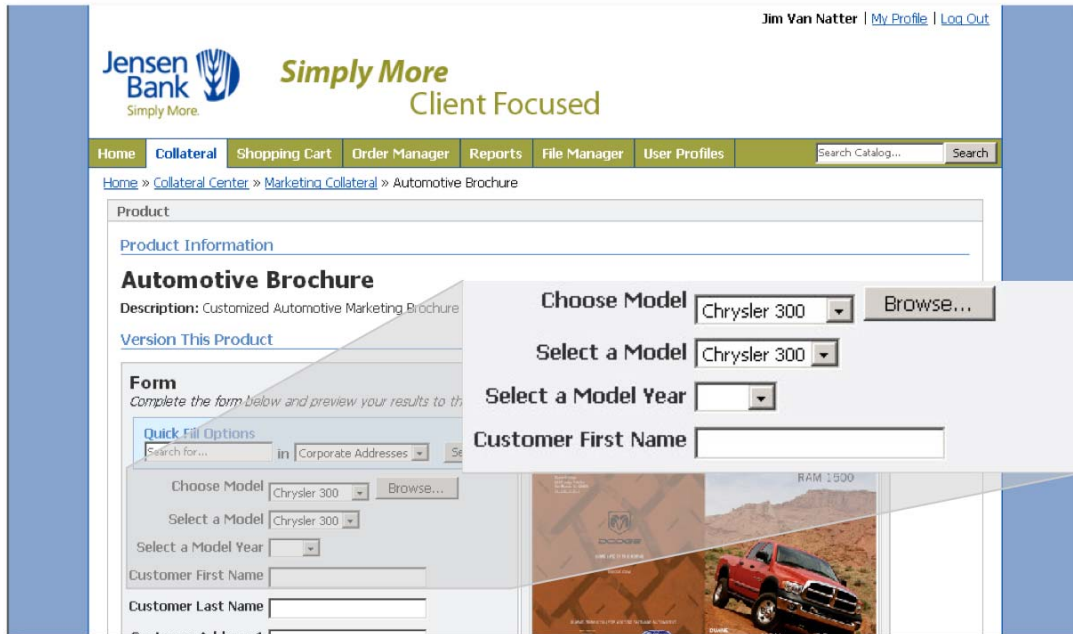 Jim Van Natter | My Profile | Log Out
Jensen
Bank
Simply More.
Simply More
Client Focused
Home Collateral Shopping Cart Order Manager Reports File Manager User Profiles Search Catalog... Search
Home » Collateral Center » Marketing Collateral » Automotive Brochure
Product
Product Information
Automotive Brochure
Description: Customized Automotive Marketing Brochure
Version This Product
Choose Model Chrysler 300 Browse...
Select a Model Chrysler 300
Select a Model Year
Customer First Name
Form
Complete the form below and preview your results to th
Quick Fill Options
Search for... in Corporate Addresses Se
Choose Model Chrysler 300 Browse...
Select a Model Chrysler 300
Select a Model Year
Customer First Name
Customer Last Name
RAM 1500
DODGE